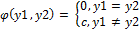 φ(y1,y2) = {0, y1 = y2
c, y1 ≠ y2